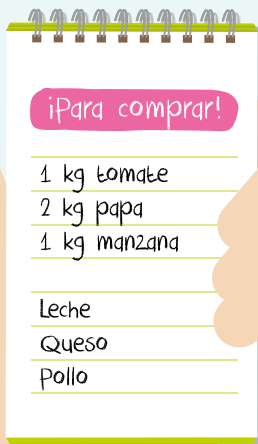 ¡Para comprar!
1 kg tomate
2 kg papa
1 kg manzana
Leche
Queso
Pollo